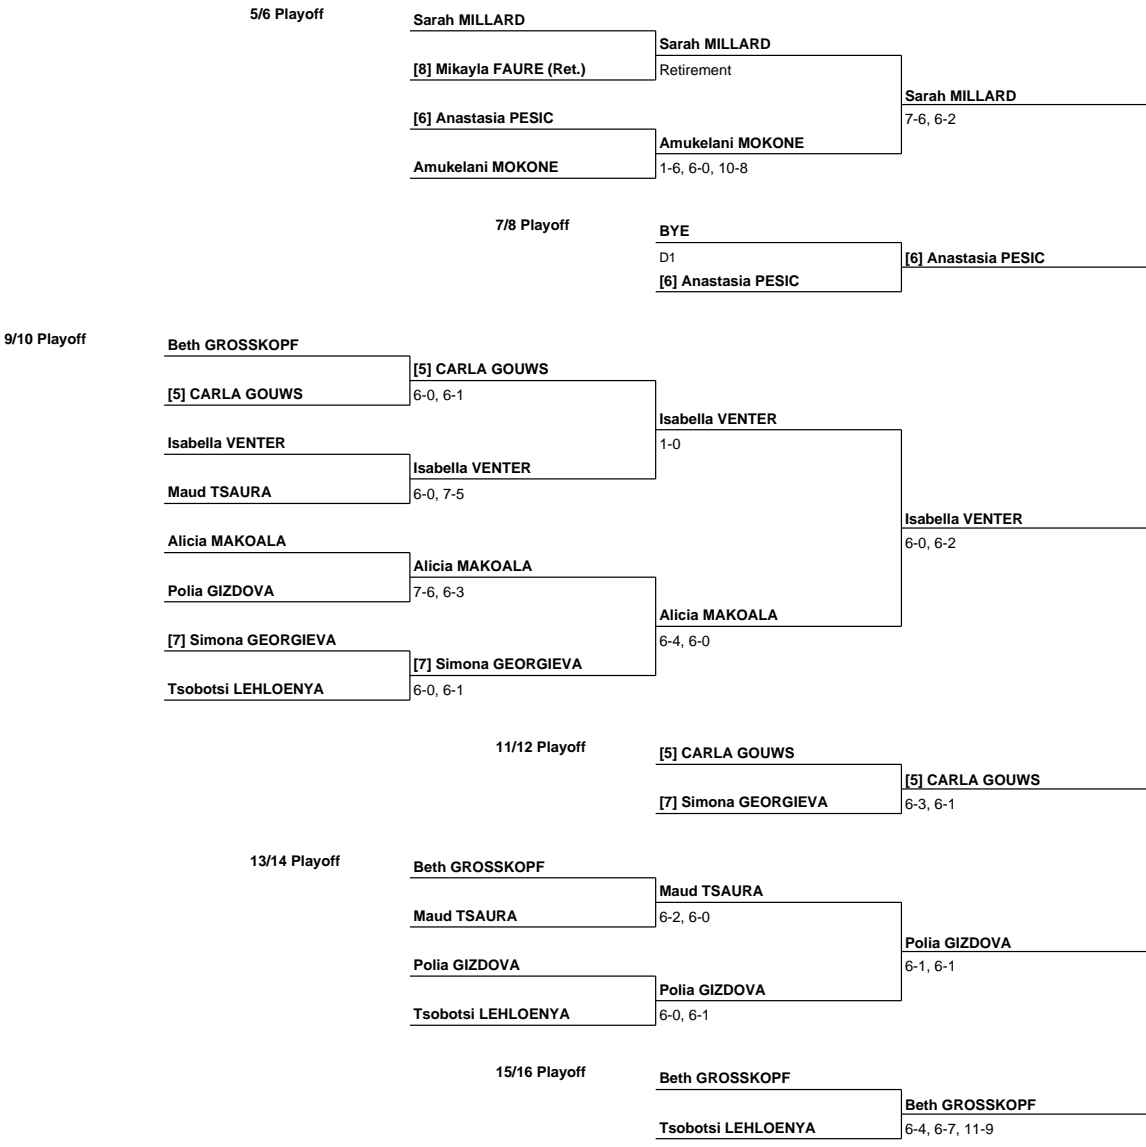 5/6 Playoff
Sarah MILLARD
Sarah MILLARD
[8] Mikayla FAURE (Ret.)
Retirement
Sarah MILLARD
[6] Anastasia PESIC
7-6, 6-2
Amukelani MOKONE
Amukelani MOKONE
1-6, 6-0, 10-8
7/8 Playoff
BYE
D1
[6] Anastasia PESIC
[6] Anastasia PESIC
9/10 Playoff
Beth GROSSKOPF
[5] CARLA GOUWS
[5] CARLA GOUWS
6-0, 6-1
Isabella VENTER
Isabella VENTER
1-0
Isabella VENTER
Maud TSAURA
6-0, 7-5
Isabella VENTER
Alicia MAKOALA
6-0, 6-2
Alicia MAKOALA
Polia GIZDOVA
7-6, 6-3
Alicia MAKOALA
[7] Simona GEORGIEVA
6-4, 6-0
[7] Simona GEORGIEVA
Tsobotsi LEHLOENYA
6-0, 6-1
11/12 Playoff
[5] CARLA GOUWS
[5] CARLA GOUWS
[7] Simona GEORGIEVA
6-3, 6-1
13/14 Playoff
Beth GROSSKOPF
Maud TSAURA
Maud TSAURA
6-2, 6-0
Polia GIZDOVA
Polia GIZDOVA
6-1, 6-1
Polia GIZDOVA
Tsobotsi LEHLOENYA
6-0, 6-1
15/16 Playoff
Beth GROSSKOPF
Beth GROSSKOPF
Tsobotsi LEHLOENYA
6-4, 6-7, 11-9